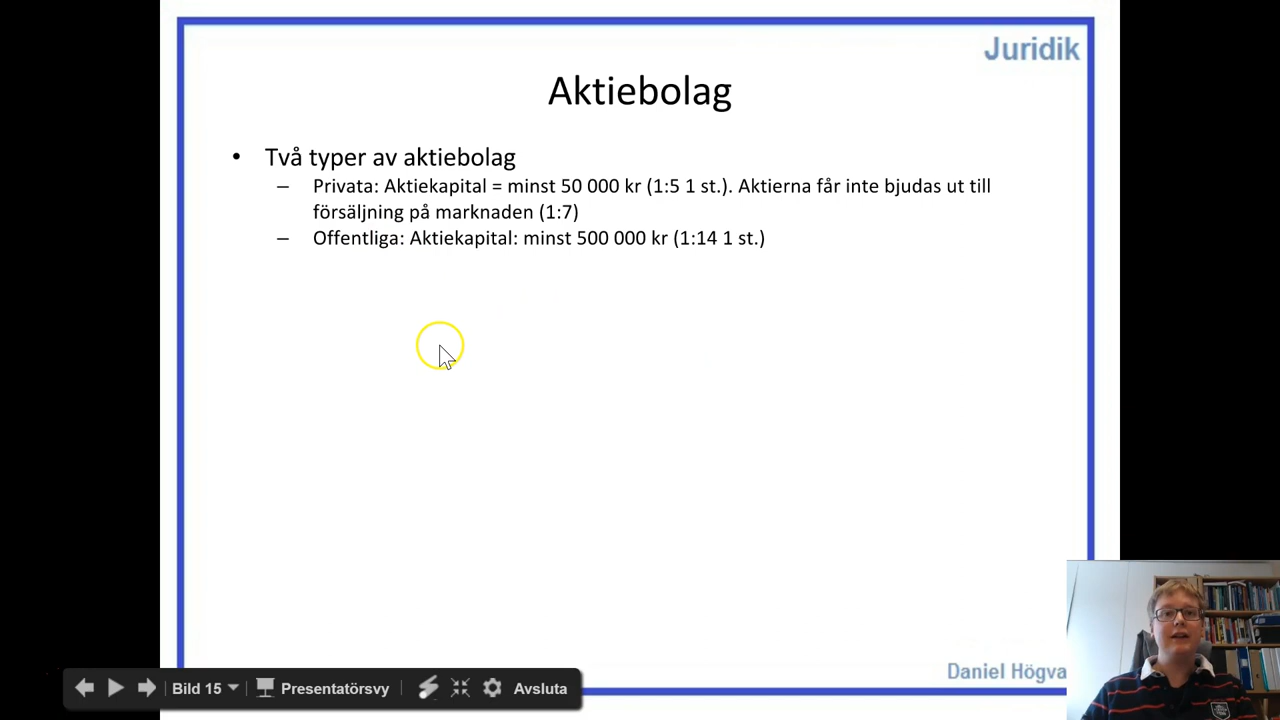 Juridik
Aktiebolag
• Två typer av aktiebolag
– Privata: Aktiekapital = minst 50 000 kr (1:5 1 st.). Aktierna får inte bjudas ut till
försäljning på marknaden (1:7)
– Offentliga: Aktiekapital: minst 500 000 kr (1:14 1 st.)
Daniel Högva
Bild 15
Presentatörsvy
Avsluta